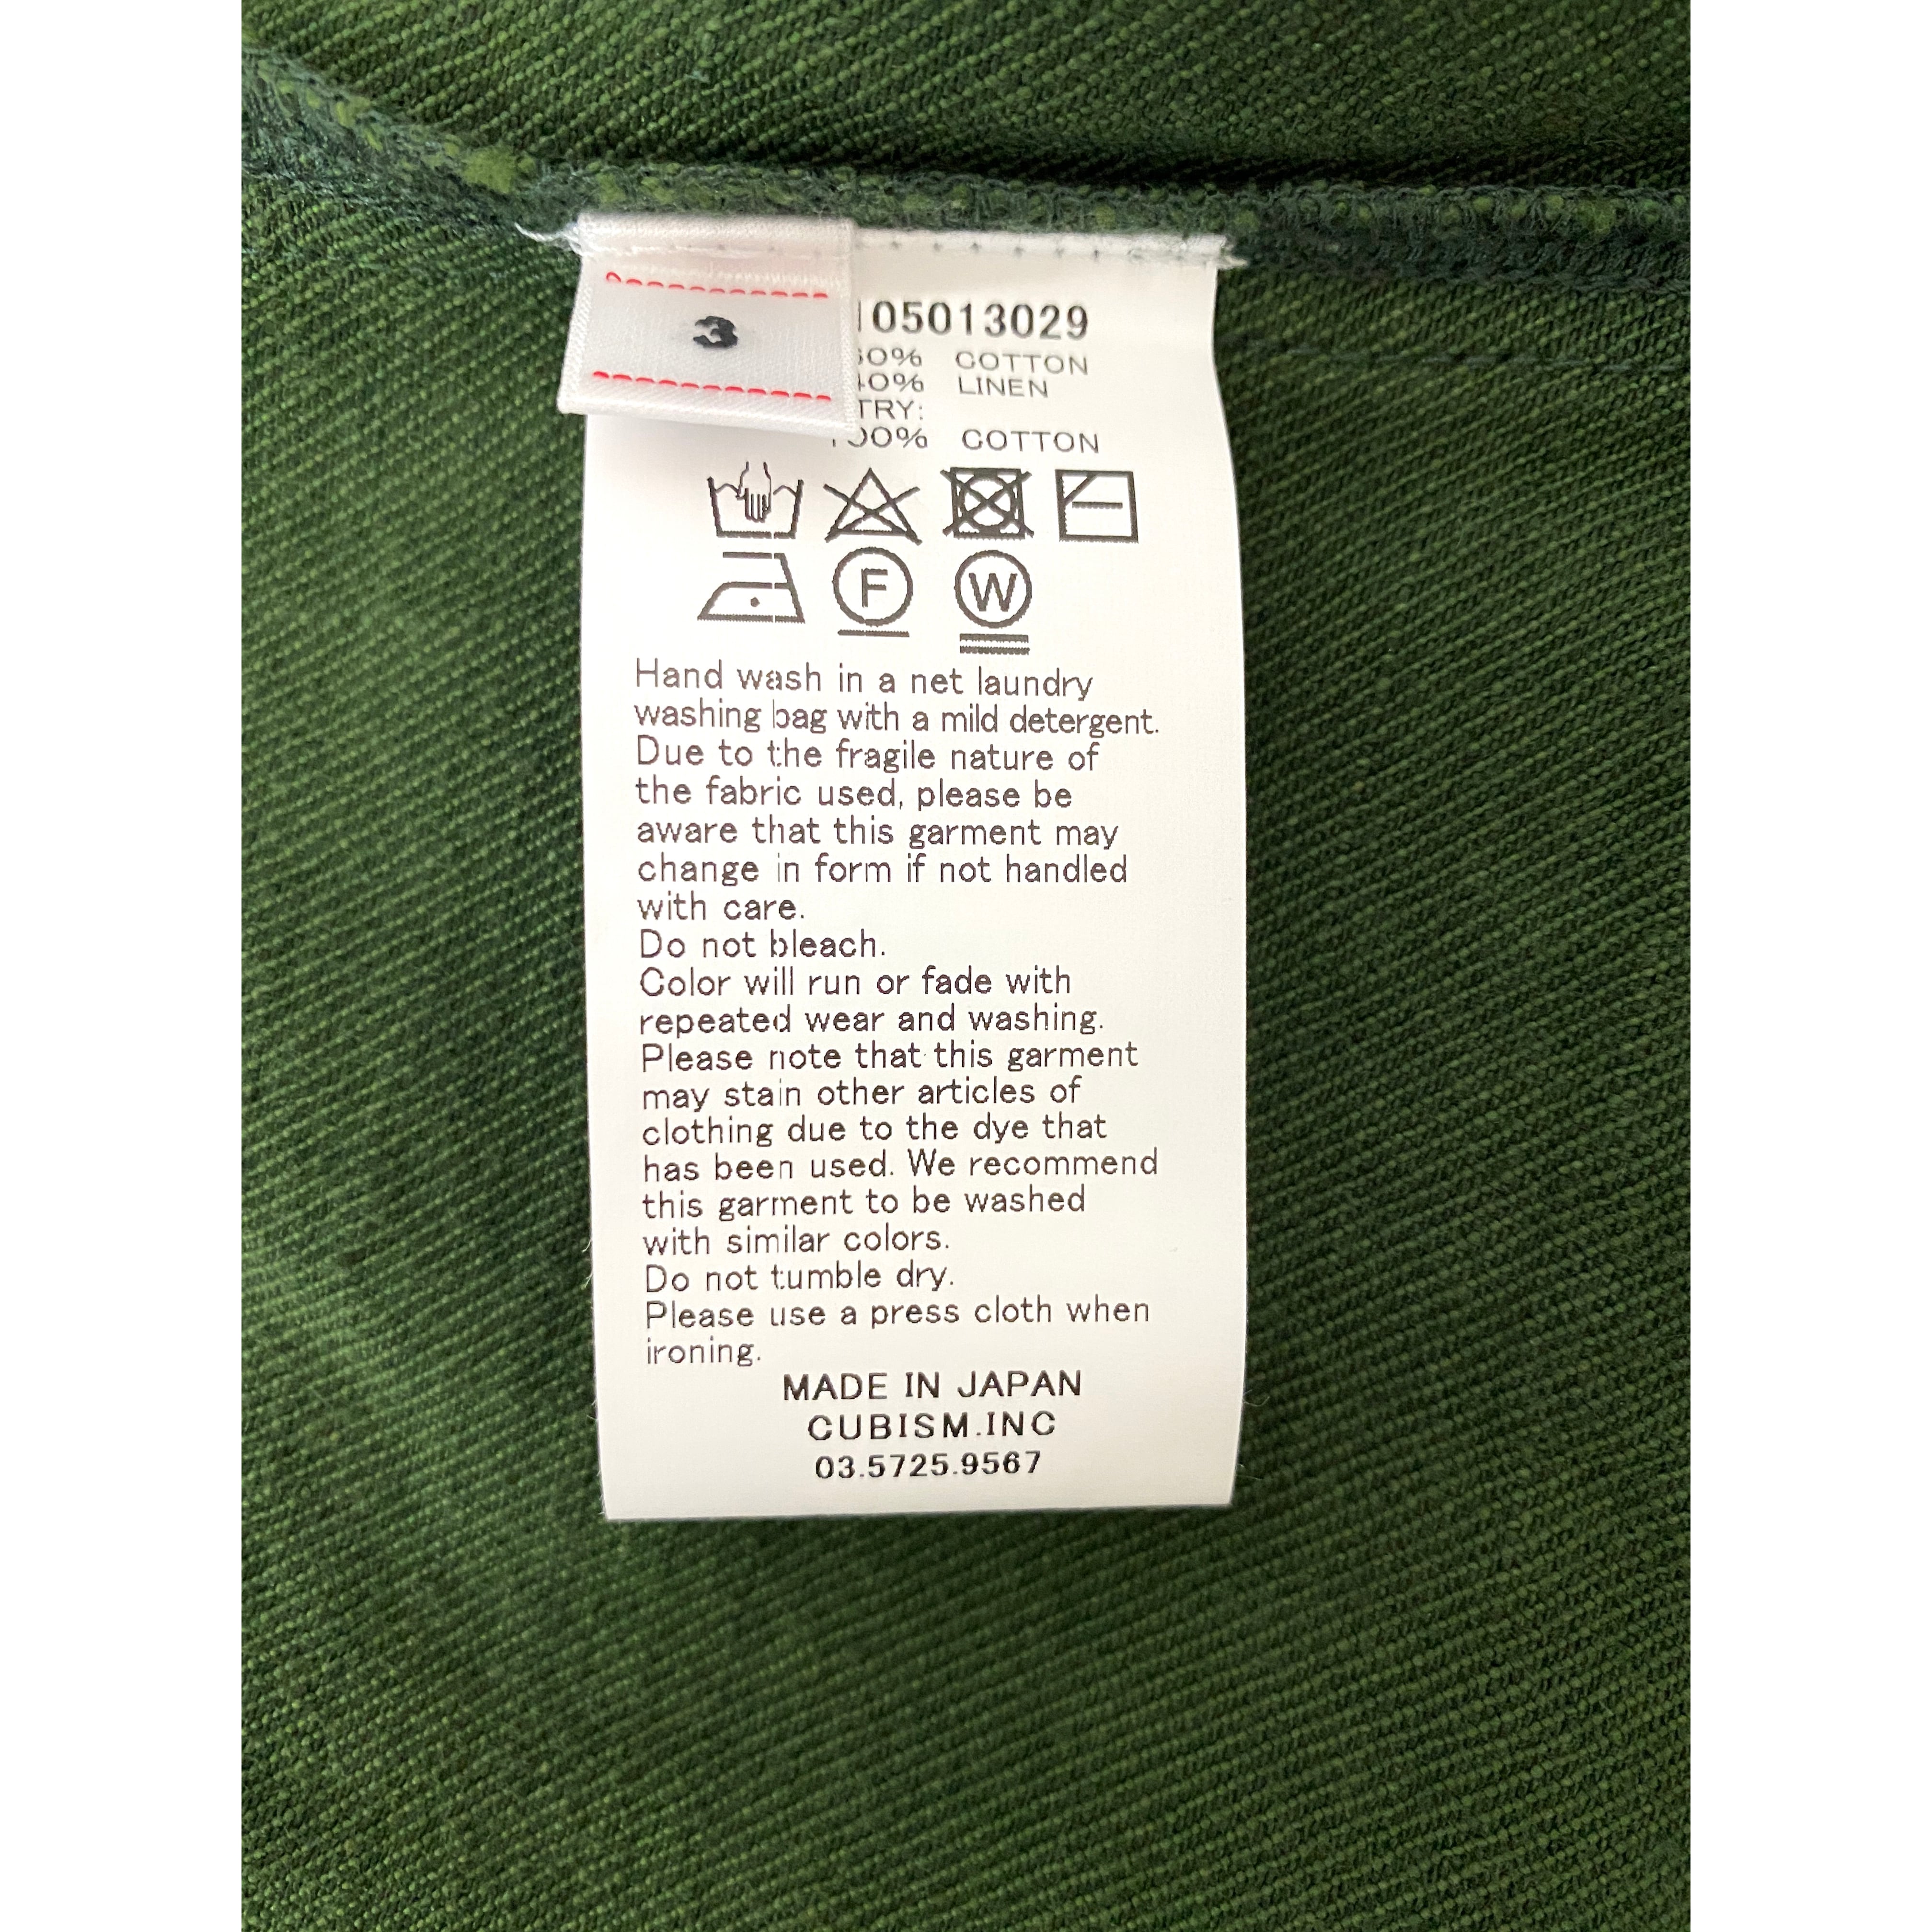 3
105013029
60% COTTON
40% LINEN
TRY:
100% COTTON
F
W
Hand wash in a net laundry
washing bag with a mild detergent.
Due to the fragile nature of
the fabric used, please be
aware that this garment may
change in form if not handled
with care.
Do not bleach.
Color will run or fade with
repeated wear and washing.
Please note that this garment
may stain other articles of
clothing due to the dye that
has been used. We recommend
this garment to be washed
with similar colors.
Do not tumble dry.
Please use a press cloth when
ironing.
MADE IN JAPAN
CUBISM.INC
03.5725.9567